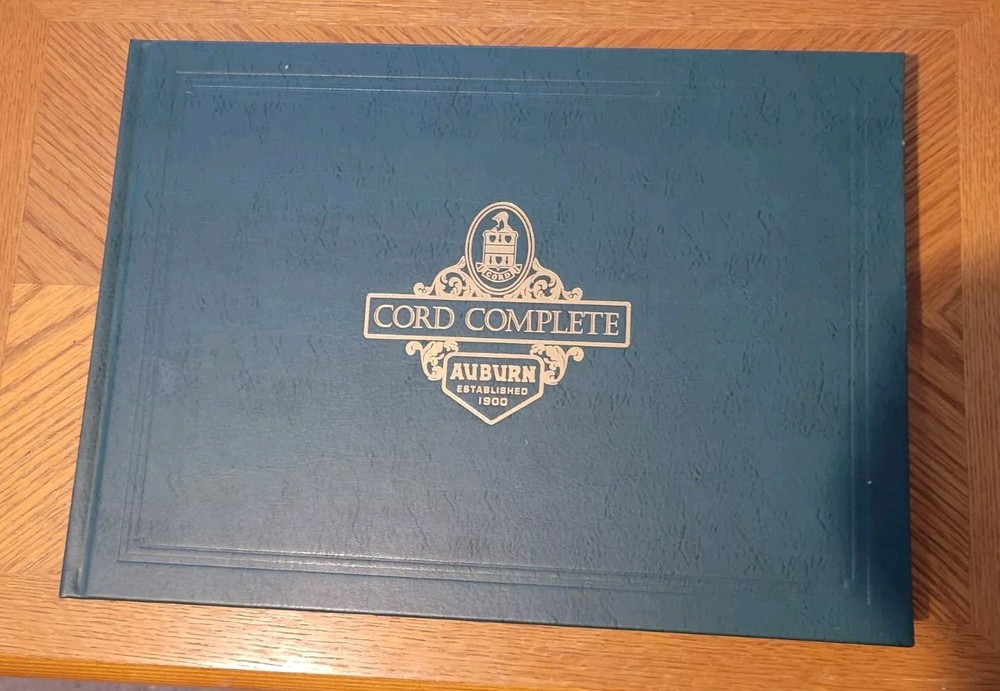 CORD
CORD COMPLETE
AUBURN
ESTABLISHED
1900